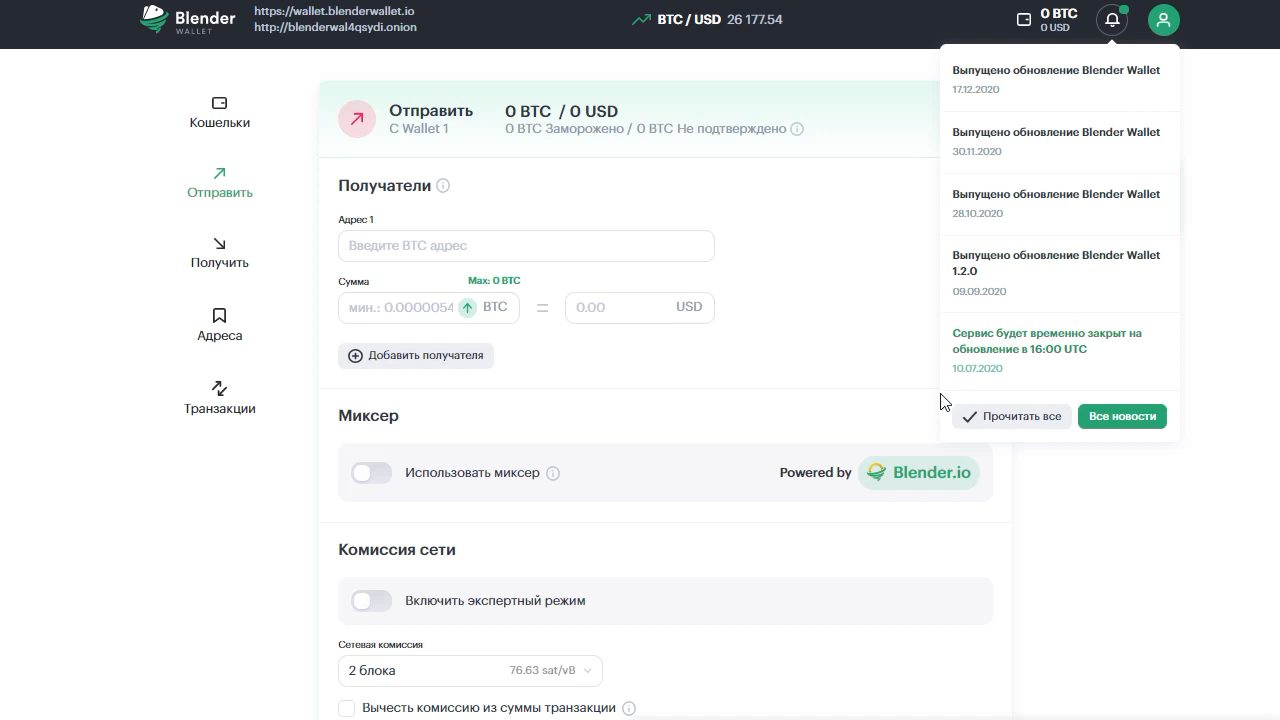 Blender
WALLET
https://wallet.blenderwallet.io
http://blenderwal4qsydi.onion
BTC / USD 26 177.54
0 BTC
0 USD
Кошельки
Отправить
Получить
Адреса
Транзакции
Отправить
С Wallet 1
0 BTC / 0 USD
0 BTC Заморожено / 0 BTC Не подтверждено
Получатели
Адрес 1
Введите BTC адрес
Сумма
Max: 0 BTC
мин.: 0.0000054
BTC
=
0.00
USD
Добавить получателя
Миксер
Использовать миксер
Powered by
Blender.io
Комиссия сети
Включить экспертный режим
Сетевая комиссия
2 блока
76.63 sat/vB
Вычесть комиссию из суммы транзакции
Выпущено обновление Blender Wallet
17.12.2020
Выпущено обновление Blender Wallet
30.11.2020
Выпущено обновление Blender Wallet
28.10.2020
Выпущено обновление Blender Wallet
1.2.0
09.09.2020
Сервис будет временно закрыт на
обновление в 16:00 UTC
10.07.2020
Прочитать все
Все новости